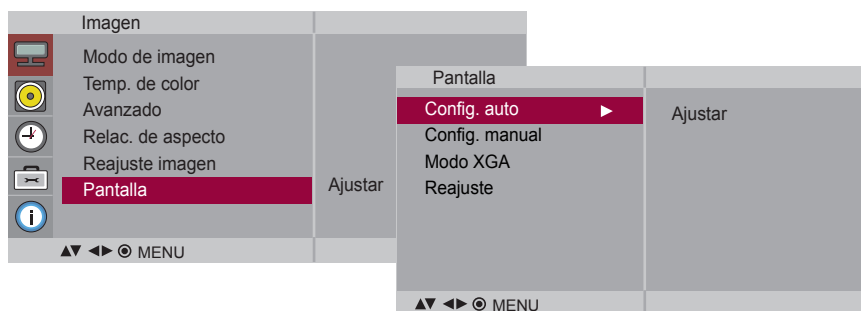 Imagen
Modo de imagen
Temp. de color
Avanzado
Relac. de aspecto
Reajuste imagen
Pantalla
Ajustar
▲▼ ◀▶ ◉ MENU
Pantalla
Config. auto ▶
Ajustar
Config. manual
Modo XGA
Reajuste
▲▼ ◀▶ ◉ MENU